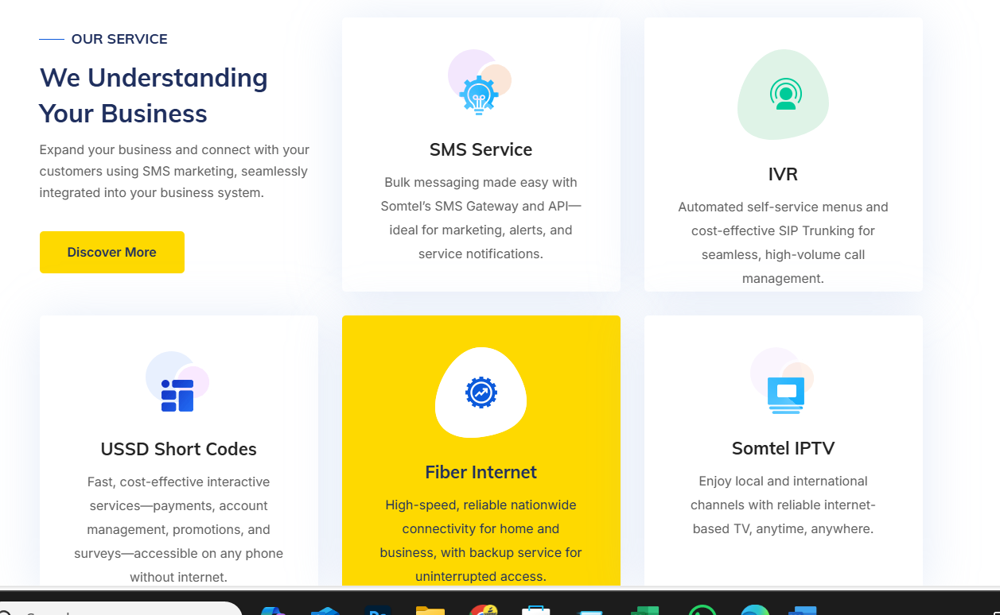 OUR SERVICE
We Understanding
Your Business
Expand your business and connect with your
customers using SMS marketing, seamlessly
integrated into your business system.
Discover More
SMS Service
Bulk messaging made easy with
Somtel’s SMS Gateway and API—
ideal for marketing, alerts, and
service notifications.
IVR
Automated self-service menus and
cost-effective SIP Trunking for
seamless, high-volume call
management.
USSD Short Codes
Fast, cost-effective interactive
services—payments, account
management, promotions, and
surveys—accessible on any phone
without internet.
Fiber Internet
High-speed, reliable nationwide
connectivity for home and
business, with backup service for
uninterrupted access.
Somtel IPTV
Enjoy local and international
channels with reliable internet-
based TV, anytime, anywhere.